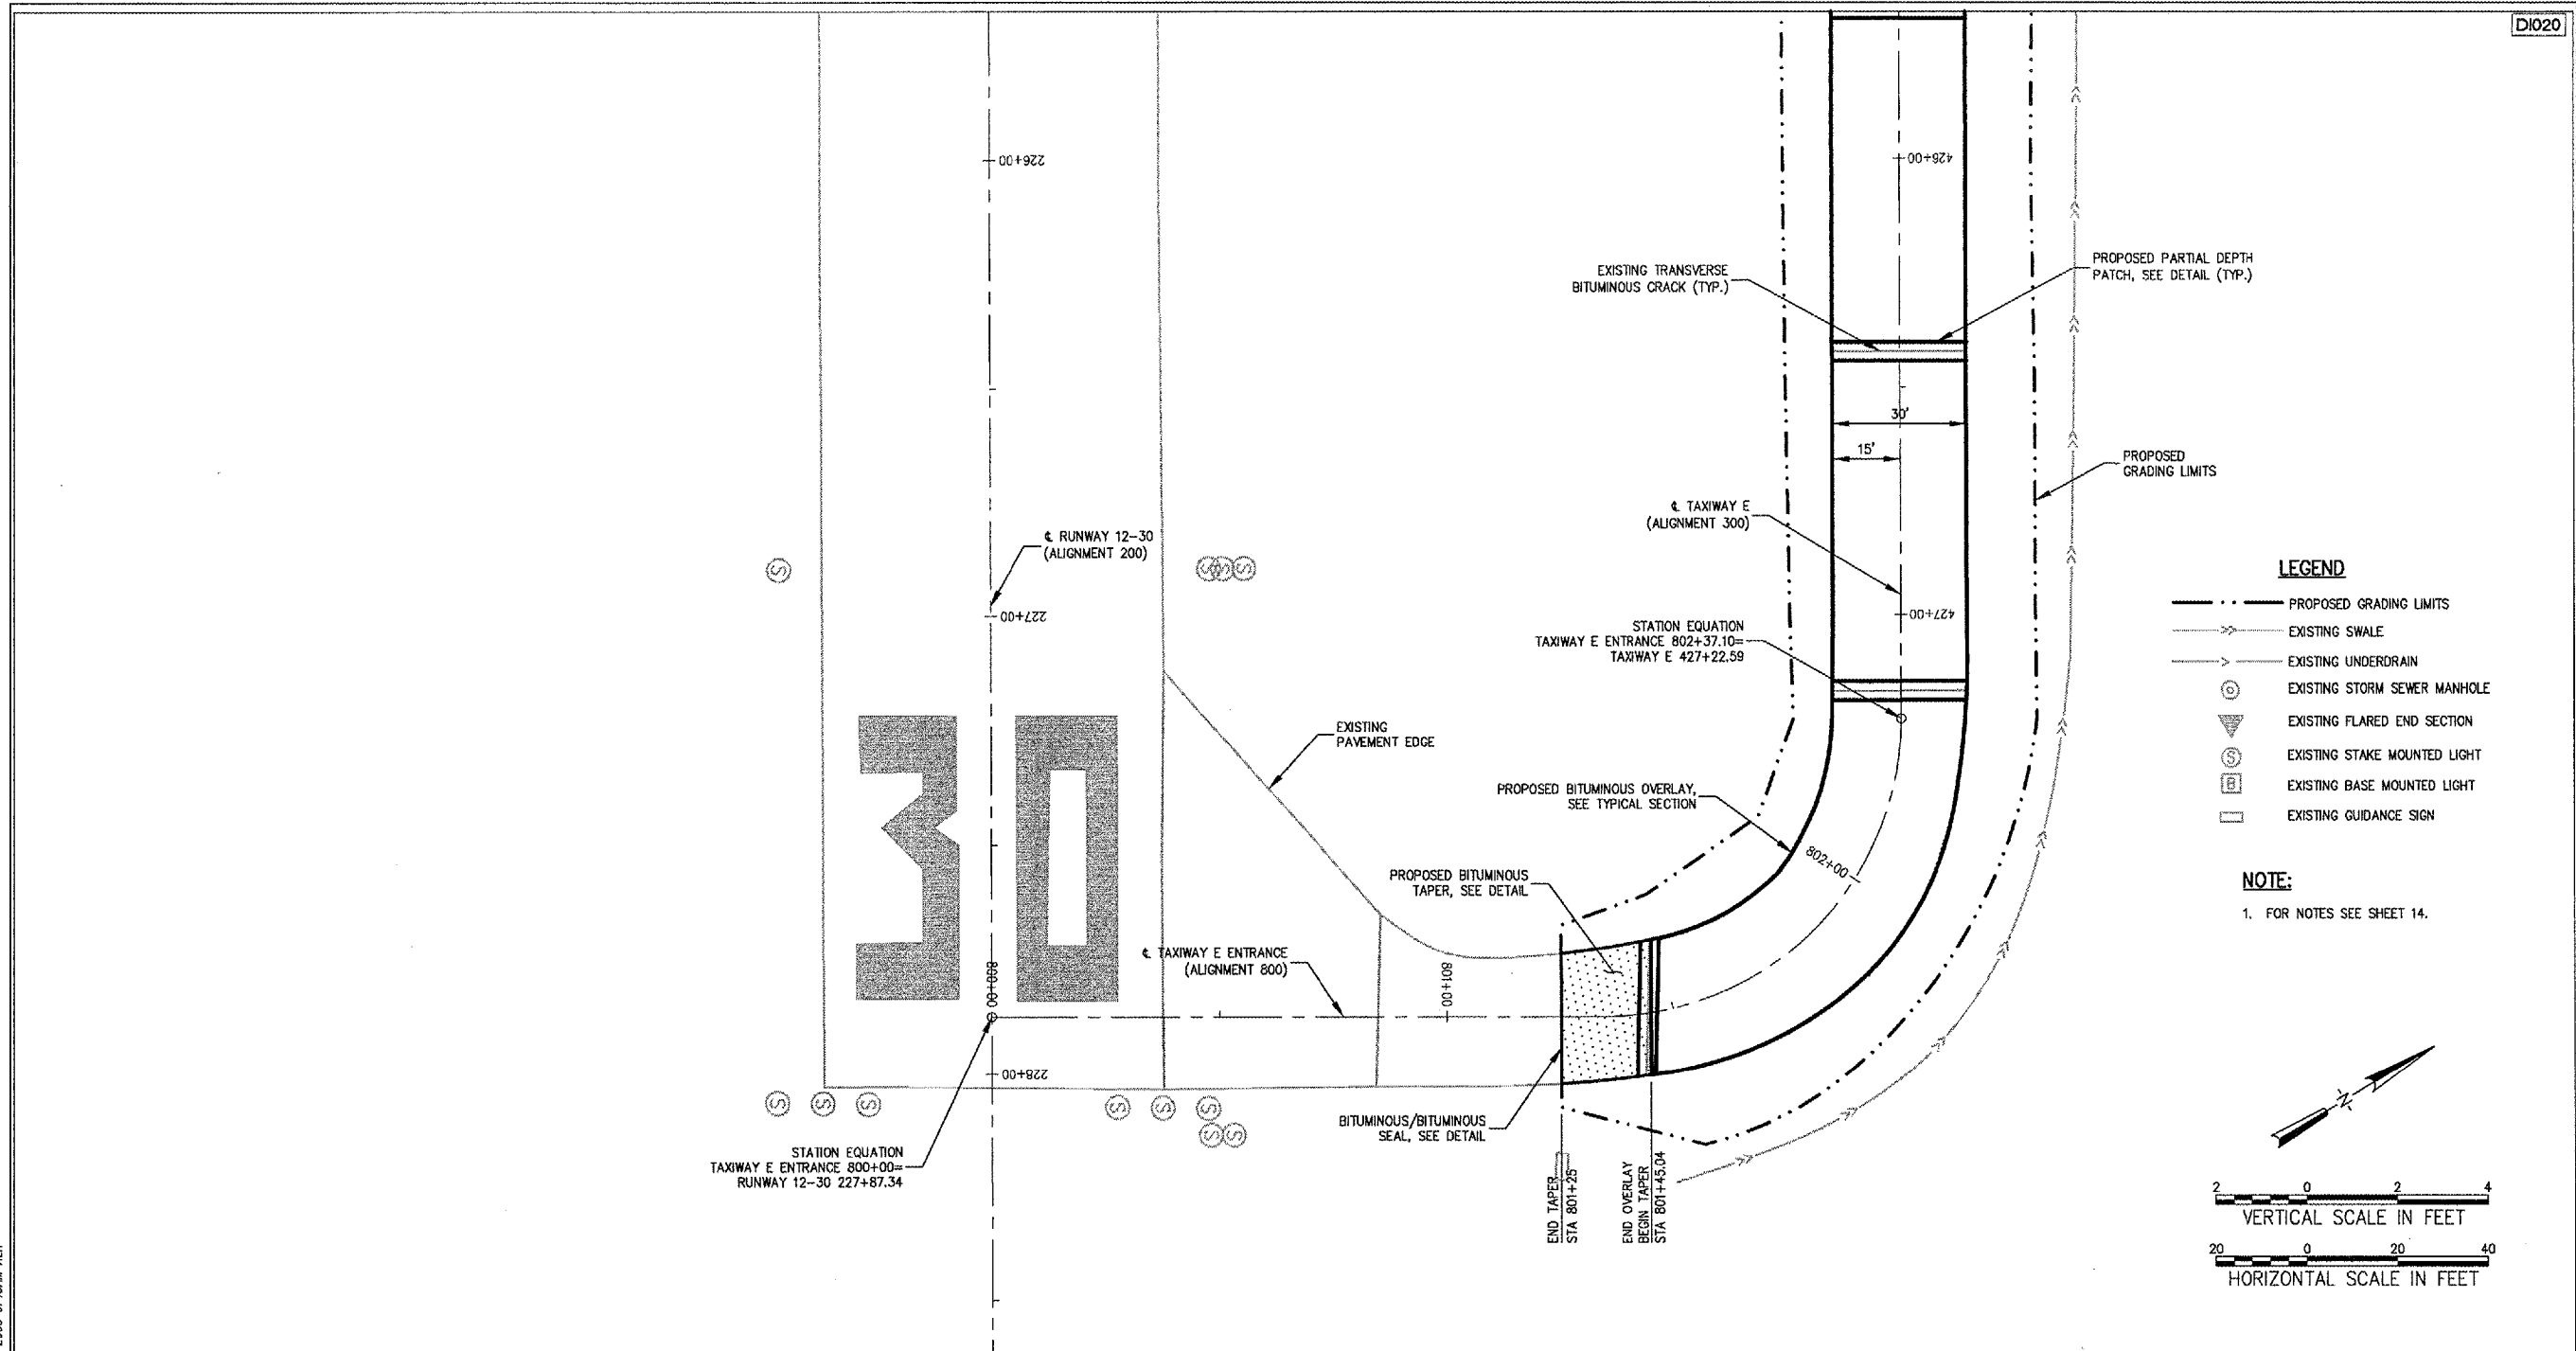 DI020
226+00
426+00
EXISTING TRANSVERSE
BITUMINOUS CRACK (TYP.)
PROPOSED PARTIAL DEPTH
PATCH, SEE DETAIL (TYP.)
30'
15'
PROPOSED
GRADING LIMITS
℄ TAXIWAY E
(ALIGNMENT 300)
℄ RUNWAY 12-30
(ALIGNMENT 200)
S
S S S
227+00
427+00
STATION EQUATION
TAXIWAY E ENTRANCE 802+37.10=
TAXIWAY E 427+22.59
LEGEND
PROPOSED GRADING LIMITS
EXISTING SWALE
EXISTING UNDERDRAIN
EXISTING STORM SEWER MANHOLE
EXISTING FLARED END SECTION
S EXISTING STAKE MOUNTED LIGHT
B EXISTING BASE MOUNTED LIGHT
EXISTING GUIDANCE SIGN
NOTE:
1. FOR NOTES SEE SHEET 14.
30
EXISTING
PAVEMENT EDGE
PROPOSED BITUMINOUS OVERLAY,
SEE TYPICAL SECTION
802+00
PROPOSED BITUMINOUS
TAPER, SEE DETAIL
℄ TAXIWAY E ENTRANCE
(ALIGNMENT 800)
800+00
801+00
228+00
S S S
S S S
S S
BITUMINOUS/BITUMINOUS
SEAL, SEE DETAIL
STATION EQUATION
TAXIWAY E ENTRANCE 800+00=
RUNWAY 12-30 227+87.34
END TAPER
STA 801+25
END OVERLAY
BEGIN TAPER
STA 801+45.04
N
2 0 2 4
VERTICAL SCALE IN FEET
20 0 20 40
HORIZONTAL SCALE IN FEET